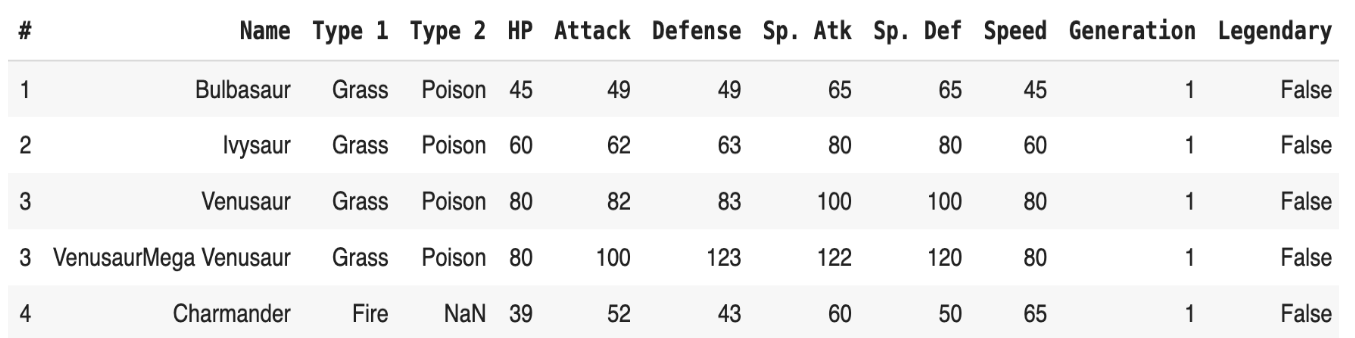 # Name Type 1 Type 2 HP Attack Defense Sp. Atk Sp. Def Speed Generation Legendary
1 Bulbasaur Grass Poison 45 49 49 65 65 45 1 False
2 Ivysaur Grass Poison 60 62 63 80 80 60 1 False
3 Venusaur Grass Poison 80 82 83 100 100 80 1 False
3 VenusaurMega Venusaur Grass Poison 80 100 123 122 120 80 1 False
4 Charmander Fire NaN 39 52 43 60 50 65 1 False